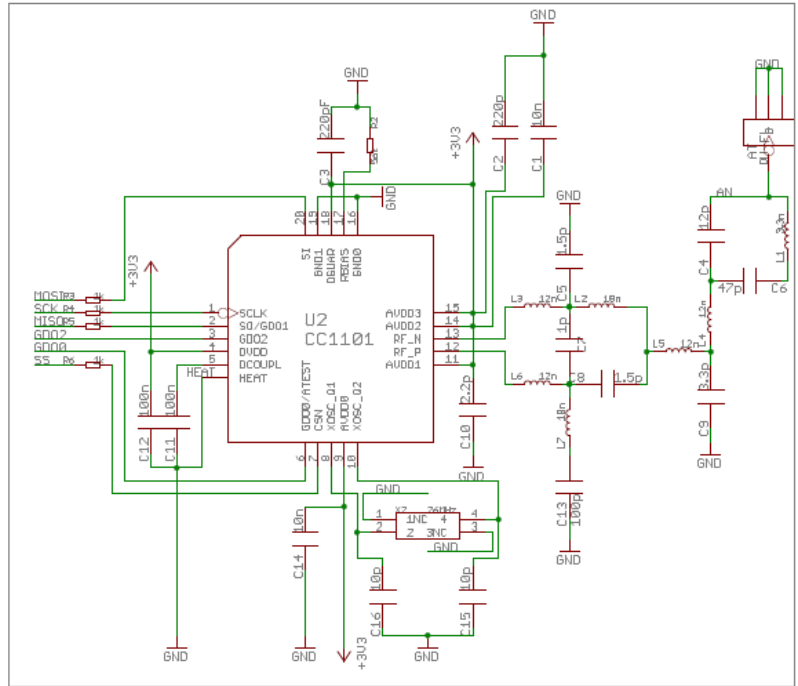 GND
GND
GND
220pF
C3
R2
+3V3
220p
C2
10n
C1
AN
12p
C4
3.3n
L1
47p
C6
GND
20
19
18
17
16
SI
GND1
DGUAR
RBIAS
GND0
+3V3
GND
1.5p
C5
MOSI
R3
1k
SCK
R4
1k
MISO
R5
1k
GDO2
GDO0
SS
R6
1k
1
2
3
4
5
HEAT
SCLK
SO/GDO1
GDO2
DVDD
DCOUPL
HEAT
U2
CC1101
AVDD3
AVDD2
RF_N
RF_P
AVDD1
15
14
13
12
11
L3
12n
L2
18n
1p
C7
L6
12n
C8
1.5p
L5
12n
12n
L4
3.3p
C9
GND
100n
C12
100n
C11
GDO0/ATEST
CSN
XOSC_Q1
AVDD0
XOSC_Q2
6
7
8
9
10
2.2p
C10
GND
18n
L7
C13
100p
GND
GND
X2
26MHz
1
1NC
4
4
2
2
3NC
3
GND
10n
C14
10p
C16
10p
C15
GND
GND
+3V3
GND